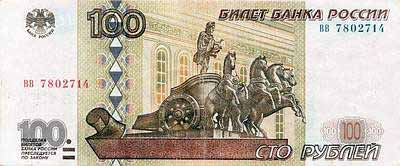 100
БИЛЕТ БАНКА РОССИИ
ВВ 7802714
ВВ 7802714
100
ПОДДЕЛКА
БИЛЕТОВ
БАНКА РОССИИ
ПРЕСЛЕДУЕТСЯ
ПО ЗАКОНУ
100
СТО РУБЛЕЙ